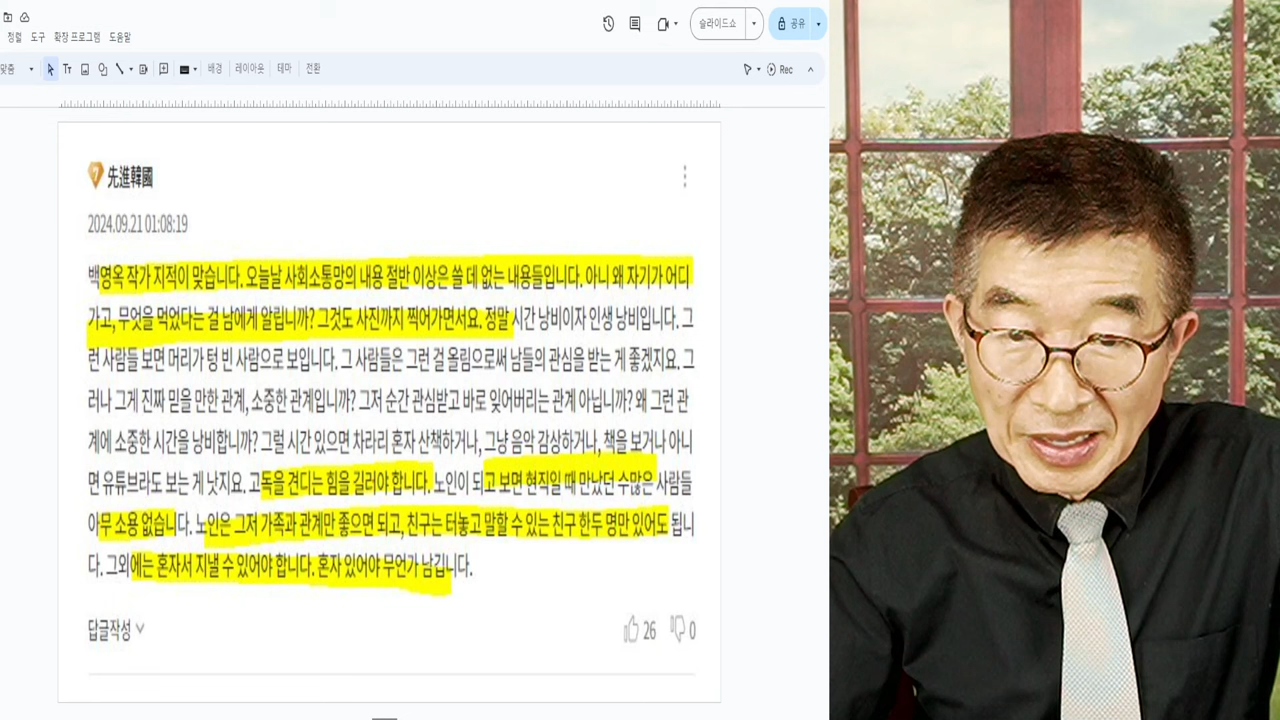 슬라이드쇼
공유
정렬 도구 확장 프로그램 도움말
맞춤
Tт
배경 레이아웃 테마 전환
Rec
7 先進韓國
2024.09.21 01:08:19
백영옥 작가 지적이 맞습니다. 오늘날 사회소통망의 내용 절반 이상은 쓸 데 없는 내용들입니다. 아니 왜 자기가 어디
가고, 무엇을 먹었다는 걸 남에게 알립니까? 그것도 사진까지 찍어가면서요. 정말 시간 낭비이자 인생 낭비입니다. 그
런 사람들 보면 머리가 텅 빈 사람으로 보입니다. 그 사람들은 그런 걸 올림으로써 남들의 관심을 받는 게 좋겠지요. 그
러나 그게 진짜 믿을 만한 관계, 소중한 관계입니까? 그저 순간 관심받고 바로 잊어버리는 관계 아닙니까? 왜 그런 관
계에 소중한 시간을 낭비합니까? 그럴 시간 있으면 차라리 혼자 산책하거나, 그냥 음악 감상하거나, 책을 보거나 아니
면 유튜브라도 보는 게 낫지요. 고독을 견디는 힘을 길러야 합니다. 노인이 되고 보면 현직일 때 만났던 수많은 사람들
아무 소용 없습니다. 노인은 그저 가족과 관계만 좋으면 되고, 친구는 터놓고 말할 수 있는 친구 한두 명만 있어도 됩니
다. 그외에는 혼자서 지낼 수 있어야 합니다. 혼자 있어야 무언가 남깁니다.
답글작성
26 0